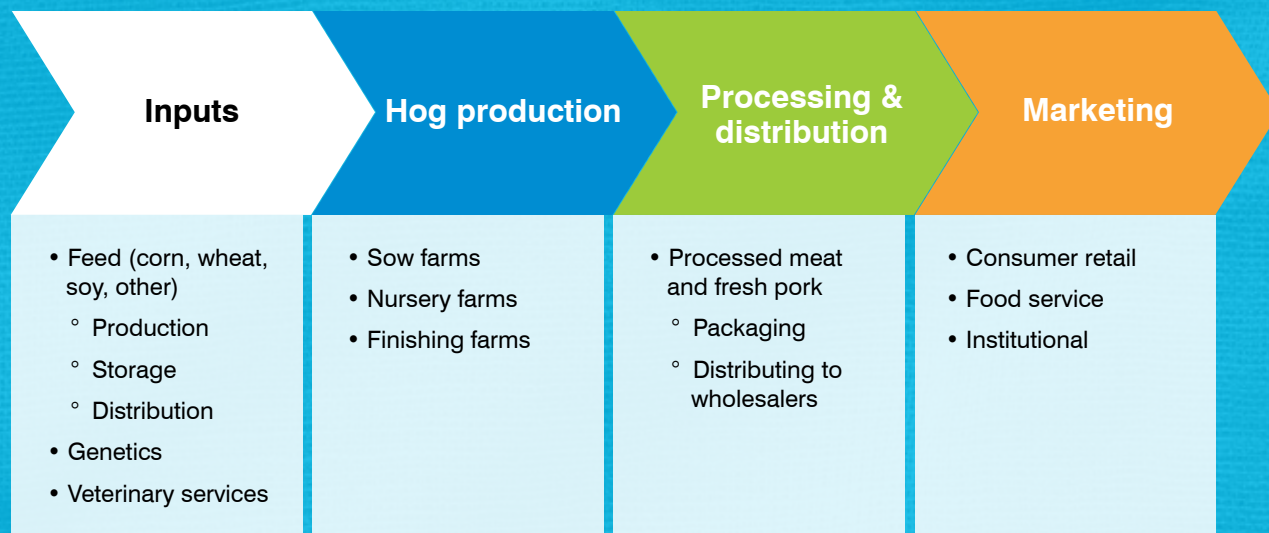 Inputs
Hog production
Processing &
distribution
Marketing
• Feed (corn, wheat,
soy, other)
° Production
° Storage
° Distribution
• Genetics
• Veterinary services
• Sow farms
• Nursery farms
• Finishing farms
• Processed meat
and fresh pork
° Packaging
° Distributing to
wholesalers
• Consumer retail
• Food service
• Institutional